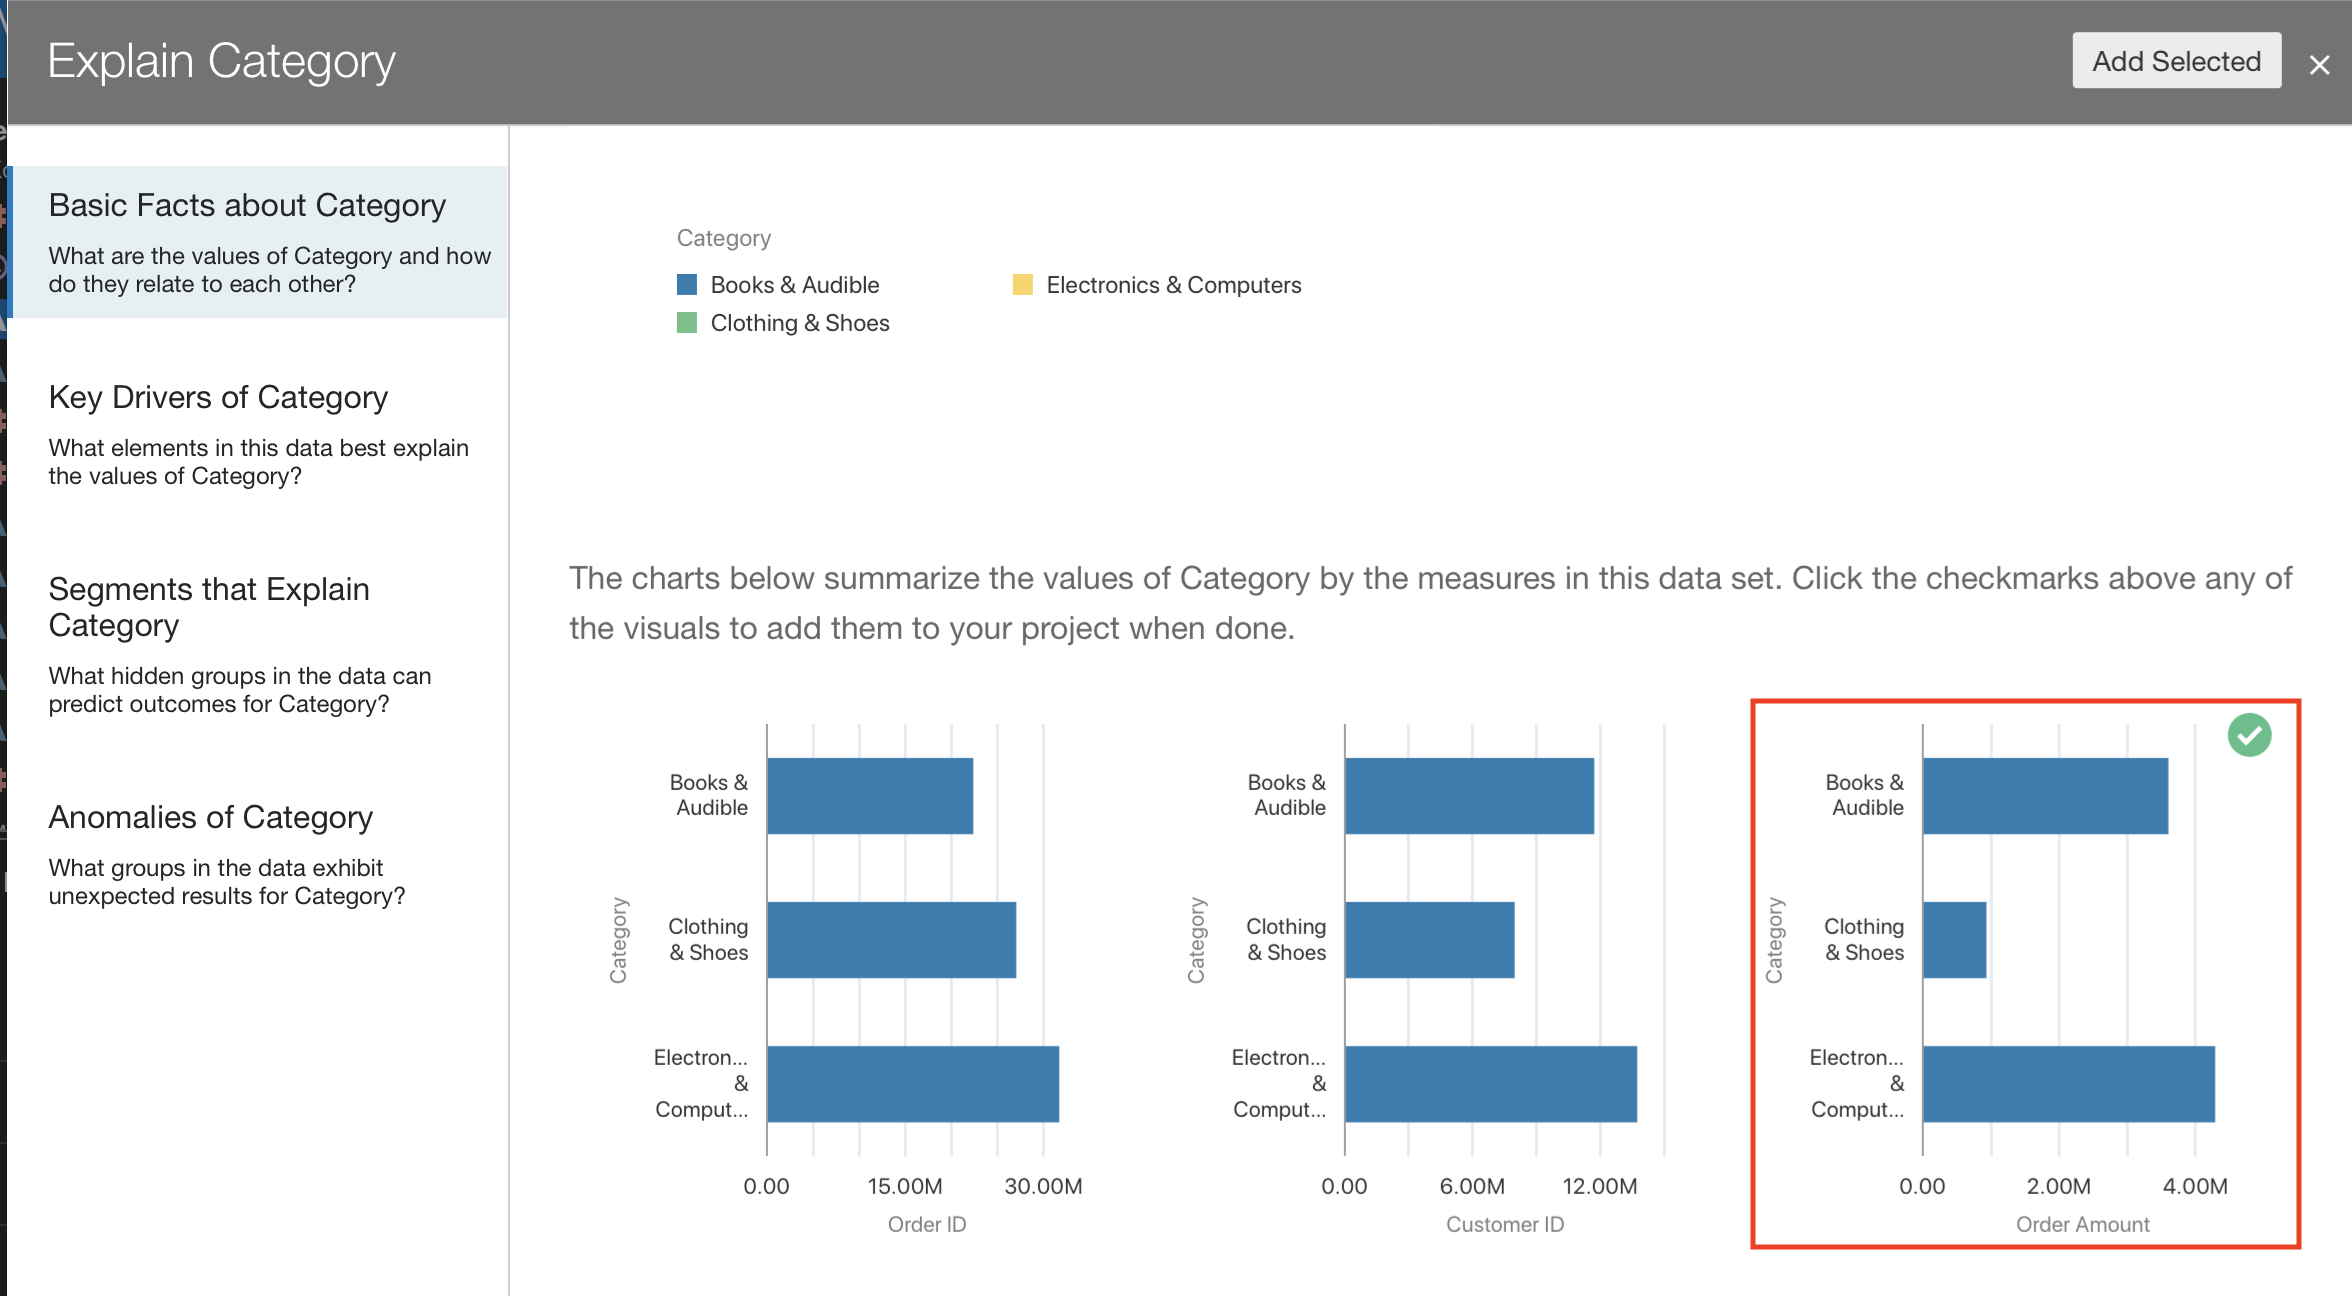 Explain Category
Add Selected
Basic Facts about Category
What are the values of Category and how
do they relate to each other?
Key Drivers of Category
What elements in this data best explain
the values of Category?
Segments that Explain
Category
What hidden groups in the data can
predict outcomes for Category?
Anomalies of Category
What groups in the data exhibit
unexpected results for Category?
Category
Books & Audible
Electronics & Computers
Clothing & Shoes
The charts below summarize the values of Category by the measures in this data set. Click the checkmarks above any of
the visuals to add them to your project when done.
Category
Books &
Audible
Clothing
& Shoes
Electron...
&
Comput...
0.00
15.00M
30.00M
Order ID
Category
Books &
Audible
Clothing
& Shoes
Electron...
&
Comput...
0.00
6.00M
12.00M
Customer ID
Category
Books &
Audible
Clothing
& Shoes
Electron...
&
Comput...
0.00
2.00M
4.00M
Order Amount